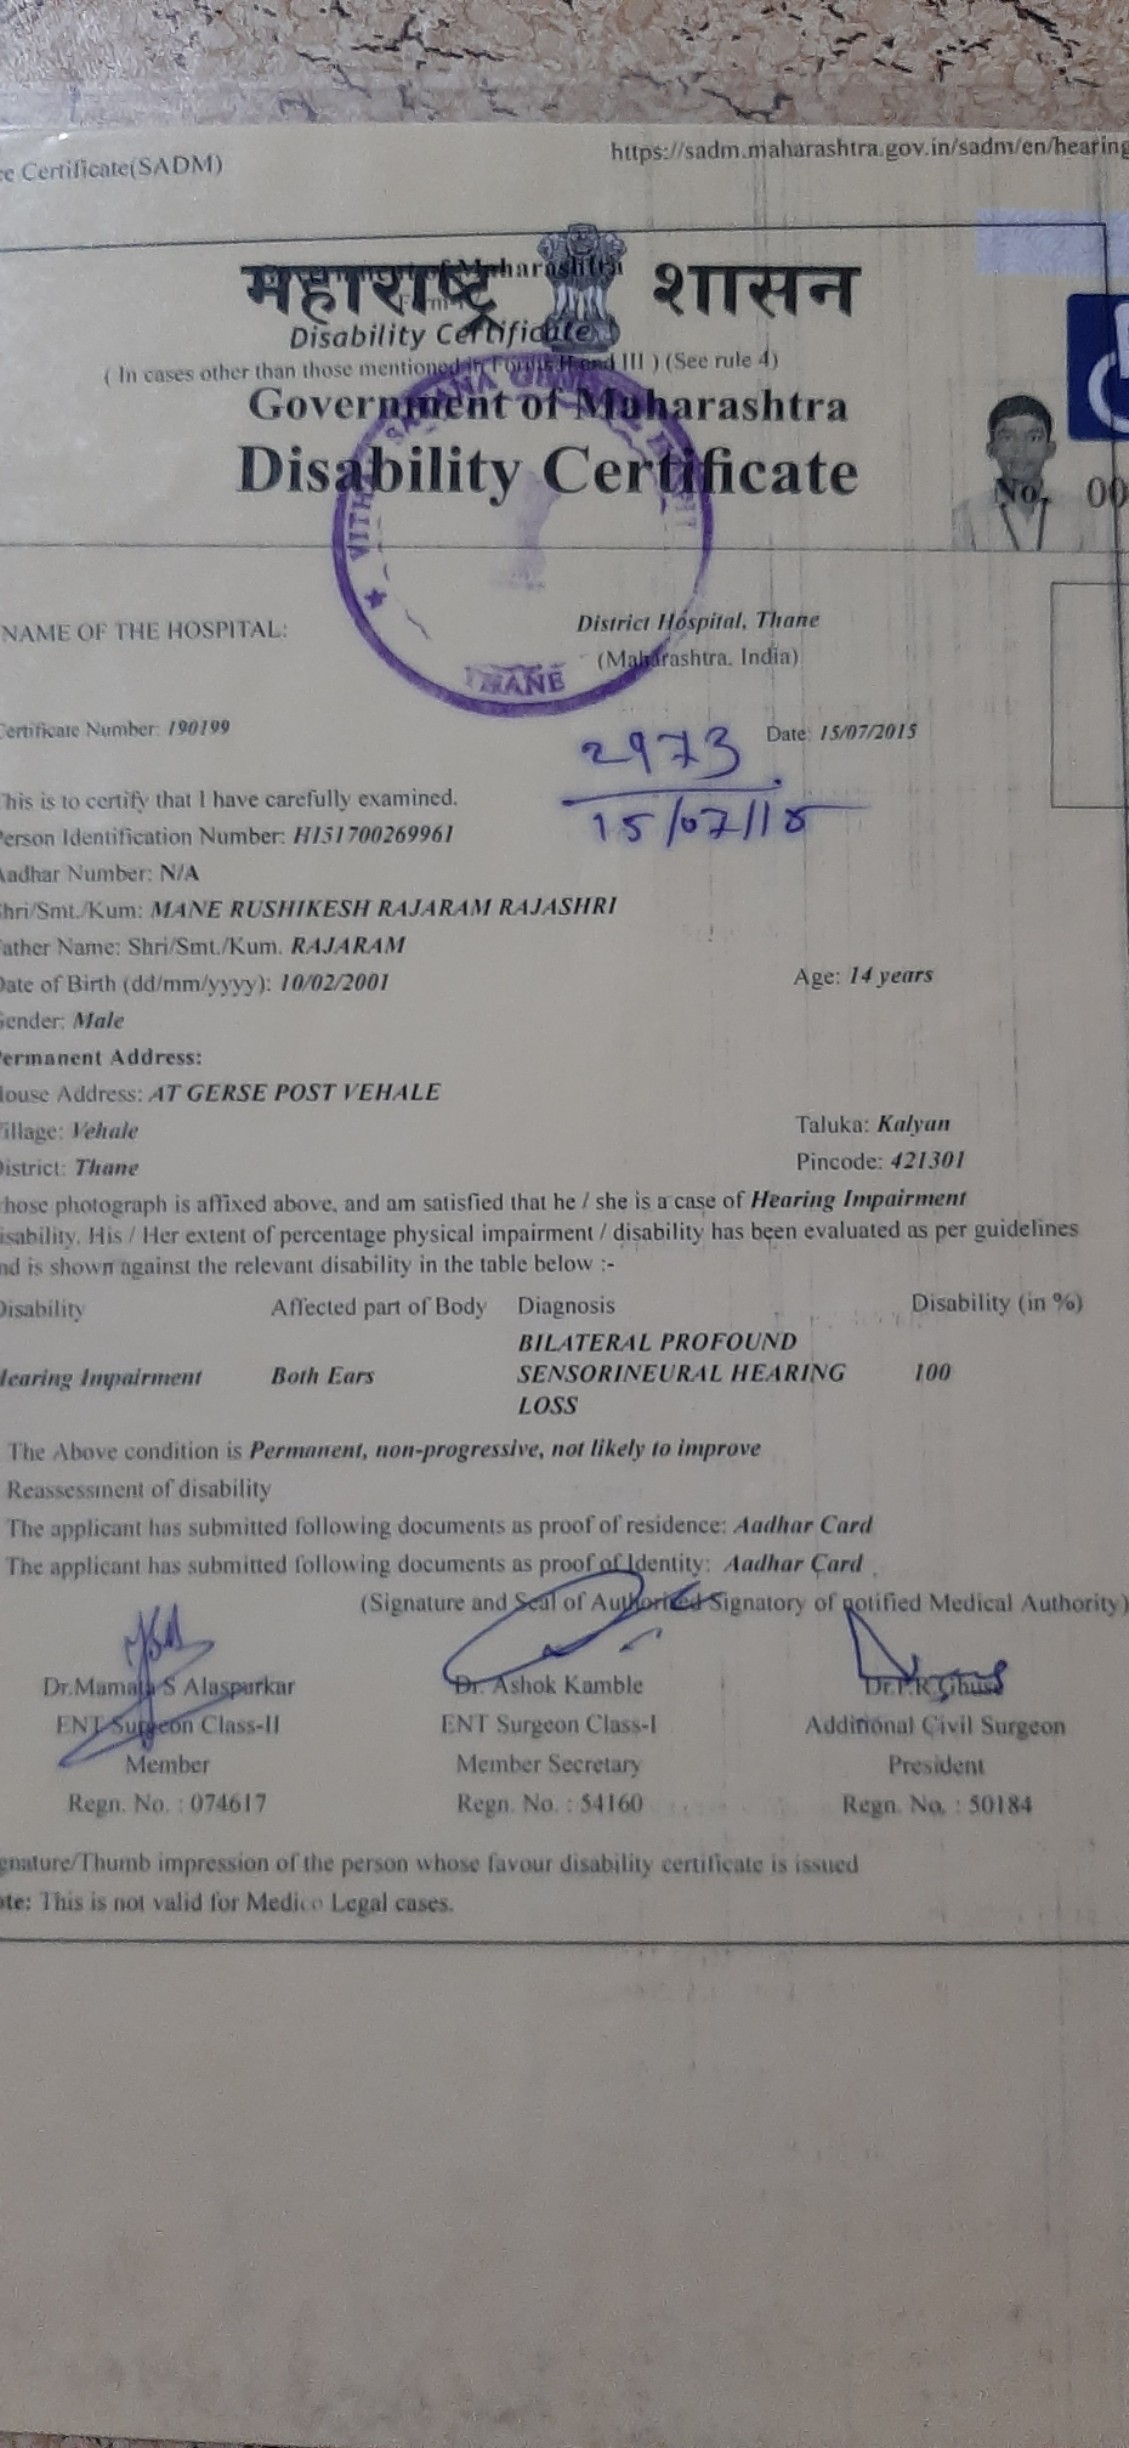 Certificate(SADM)
https://sadm.maharashtra.gov.in/sadm/en/hearing
महाराष्ट्र शासन
Disability Certificate
( In cases other than those mentioned in Forms II and III ) (See rule 4)
Government of Maharashtra
Disability Certificate
No. 00
THANE
NAME OF THE HOSPITAL: District Hospital, Thane
(Maharashtra, India)
Certificate Number: 190199 Date: 15/07/2015
2973
15/07/15
This is to certify that I have carefully examined.
Person Identification Number: H151700269961
Aadhar Number: N/A
Shri/Smt./Kum: MANE RUSHIKESH RAJARAM RAJASHRI
Father Name: Shri/Smt./Kum. RAJARAM
Date of Birth (dd/mm/yyyy): 10/02/2001 Age: 14 years
Gender: Male
Permanent Address:
House Address: AT GERSE POST VEHALE
Village: Vehale Taluka: Kalyan
District: Thane Pincode: 421301
whose photograph is affixed above, and am satisfied that he / she is a case of Hearing Impairment
disability. His / Her extent of percentage physical impairment / disability has been evaluated as per guidelines
and is shown against the relevant disability in the table below :-
Disability Affected part of Body Diagnosis Disability (in %)
Hearing Impairment Both Ears BILATERAL PROFOUND SENSORINEURAL HEARING LOSS 100
The Above condition is Permanent, non-progressive, not likely to improve
Reassessment of disability
The applicant has submitted following documents as proof of residence: Aadhar Card
The applicant has submitted following documents as proof of Identity: Aadhar Card
(Signature and Seal of Authorised Signatory of notified Medical Authority)
Dr.Mamata S Alaspurkar Dr. Ashok Kamble
ENT Surgeon Class-II ENT Surgeon Class-I Additional Civil Surgeon
Member Member Secretary President
Regn. No. : 074617 Regn. No. : 54160 Regn. No. : 50184
Signature/Thumb impression of the person whose favour disability certificate is issued
Note: This is not valid for Medico Legal cases.